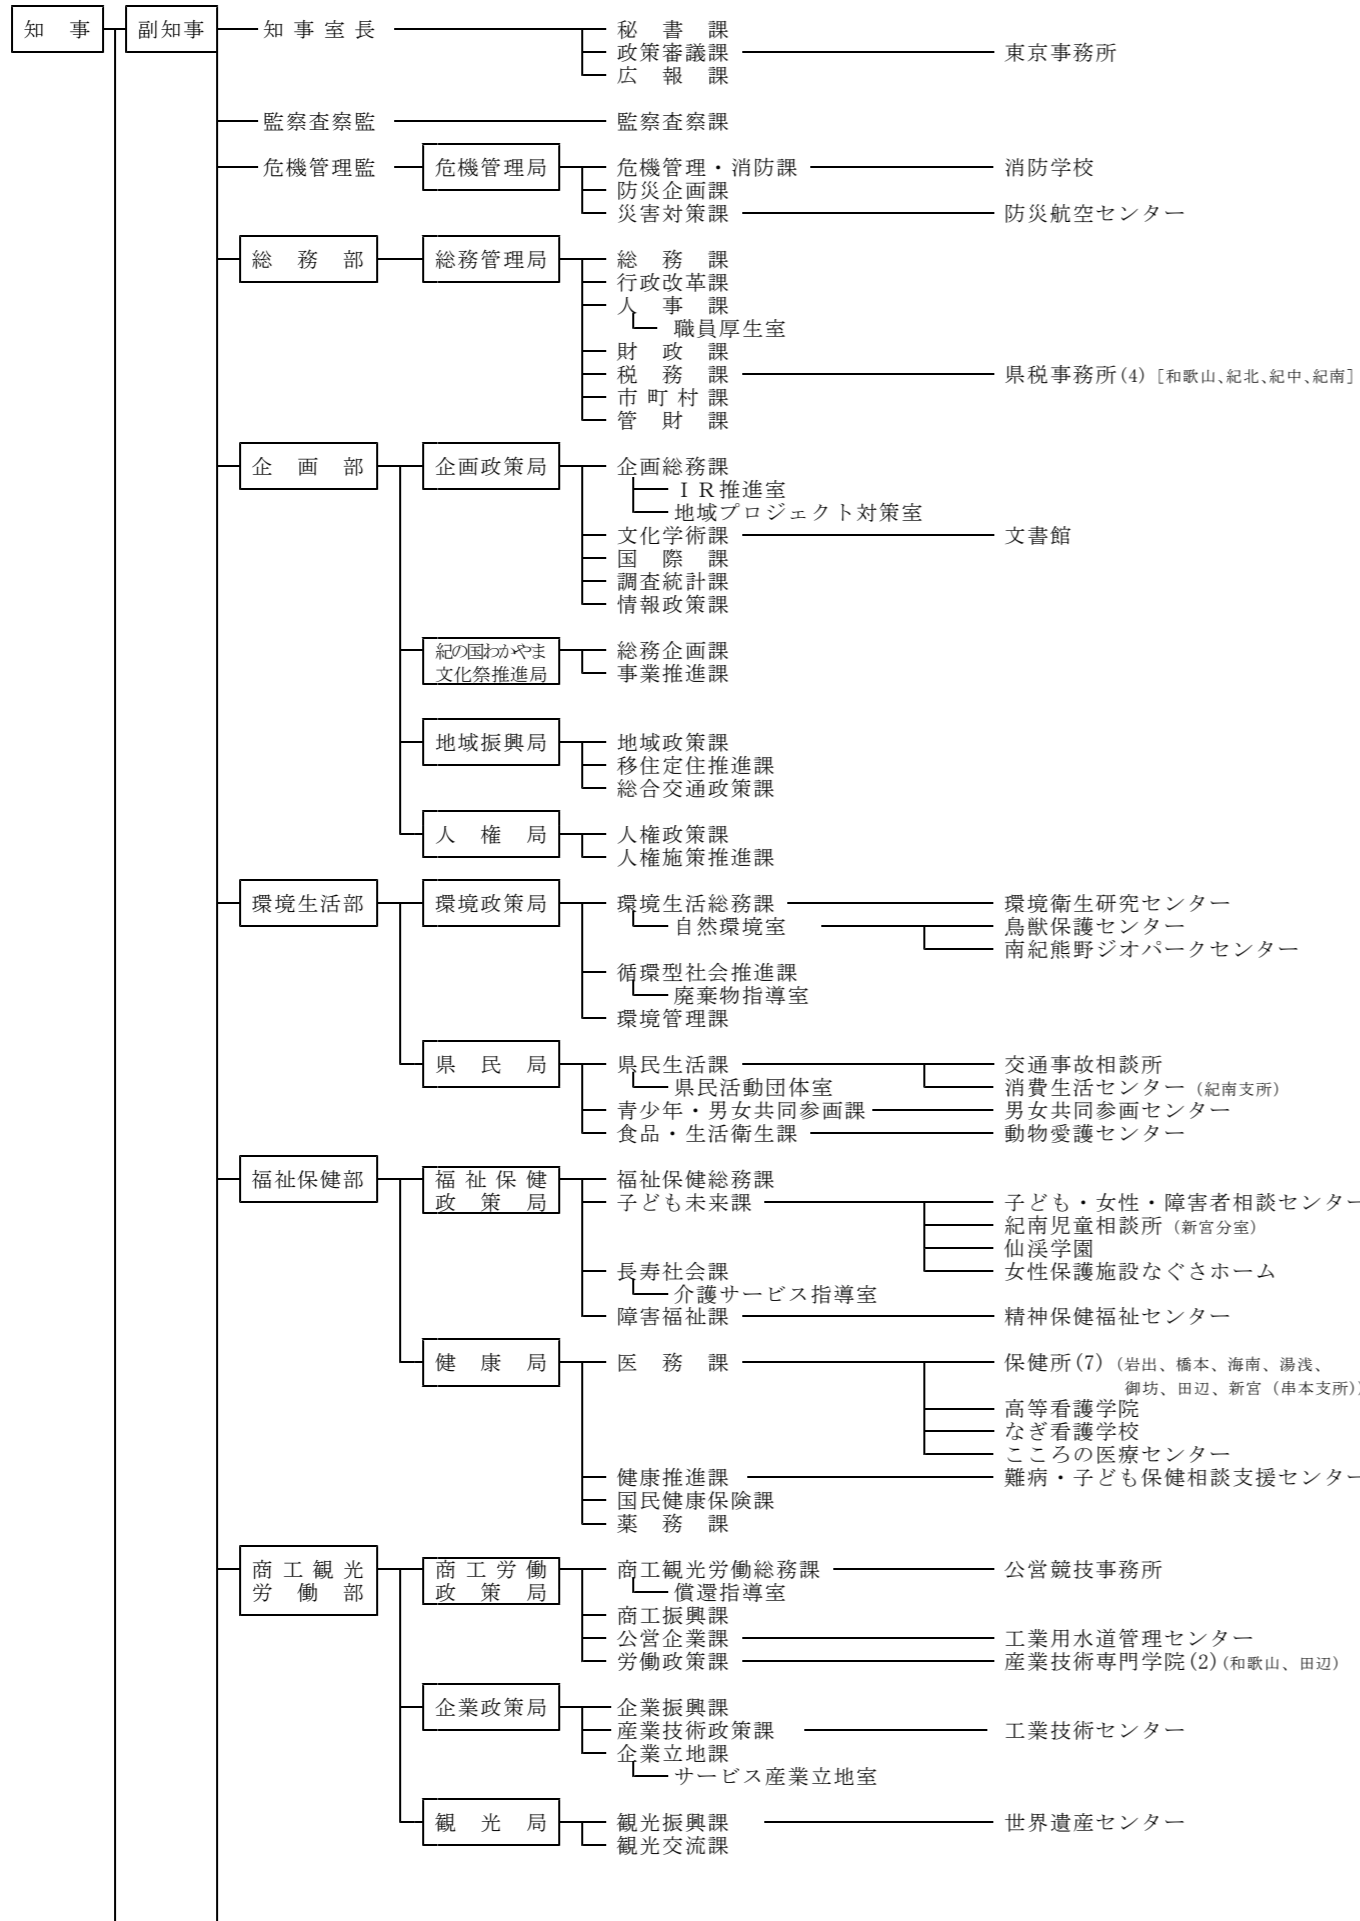 知　事　副知事　知事室長　秘　書　課
政策審議課　東京事務所
広　報　課
監察査察監　監察査察課
危機管理監　危機管理局　危機管理・消防課　消防学校
防災企画課
災害対策課　防災航空センター
総　務　部　総務管理局　総　務　課
行政改革課
人　事　課
職員厚生室
財　政　課
税　務　課　県税事務所(4) [和歌山、紀北、紀中、紀南]
市町村課
管　財　課
企　画　部　企画政策局　企画総務課
ＩＲ推進室
地域プロジェクト対策室
文化学術課　文書館
国　際　課
調査統計課
情報政策課
紀の国わかやま　総務企画課
文化祭推進局　事業推進課
地域振興局　地域政策課
移住定住推進課
総合交通政策課
人　権　局　人権政策課
人権施策推進課
環境生活部　環境政策局　環境生活総務課　環境衛生研究センター
自然環境室　鳥獣保護センター
南紀熊野ジオパークセンター
循環型社会推進課
廃棄物指導室
環境管理課
県　民　局　県民生活課　交通事故相談所
県民活動団体室　消費生活センター (紀南支所)
青少年・男女共同参画課　男女共同参画センター
食品・生活衛生課　動物愛護センター
福祉保健部　福祉保健　福祉保健総務課
政　策　局　子ども未来課　子ども・女性・障害者相談センター
紀南児童相談所 (新宮分室)
仙渓学園
長寿社会課　女性保護施設なぐさホーム
介護サービス指導室
障害福祉課　精神保健福祉センター
健　康　局　医　務　課　保健所(7) (岩出、橋本、海南、湯浅、
御坊、田辺、新宮 (串本支所))
高等看護学院
なぎ看護学校
こころの医療センター
健康推進課　難病・子ども保健相談支援センター
国民健康保険課
薬　務　課
商工観光　商工労働　商工観光労働総務課　公営競技事務所
労　働　部　政　策　局　償還指導室
商工振興課
公営企業課　工業用水道管理センター
労働政策課　産業技術専門学院(2)(和歌山、田辺)
企業政策局　企業振興課
産業技術政策課　工業技術センター
企業立地課
サービス産業立地室
観　光　局　観光振興課　世界遺産センター
観光交流課